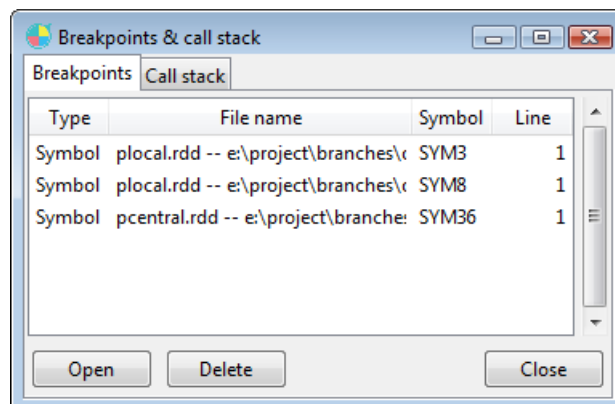 Breakpoints & call stack
Breakpoints Call stack
Type File name Symbol Line
Symbol plocal.rdd -- e:\project\branches\c SYM3 1
Symbol plocal.rdd -- e:\project\branches\c SYM8 1
Symbol pcentral.rdd -- e:\project\branches SYM36 1
Open Delete Close